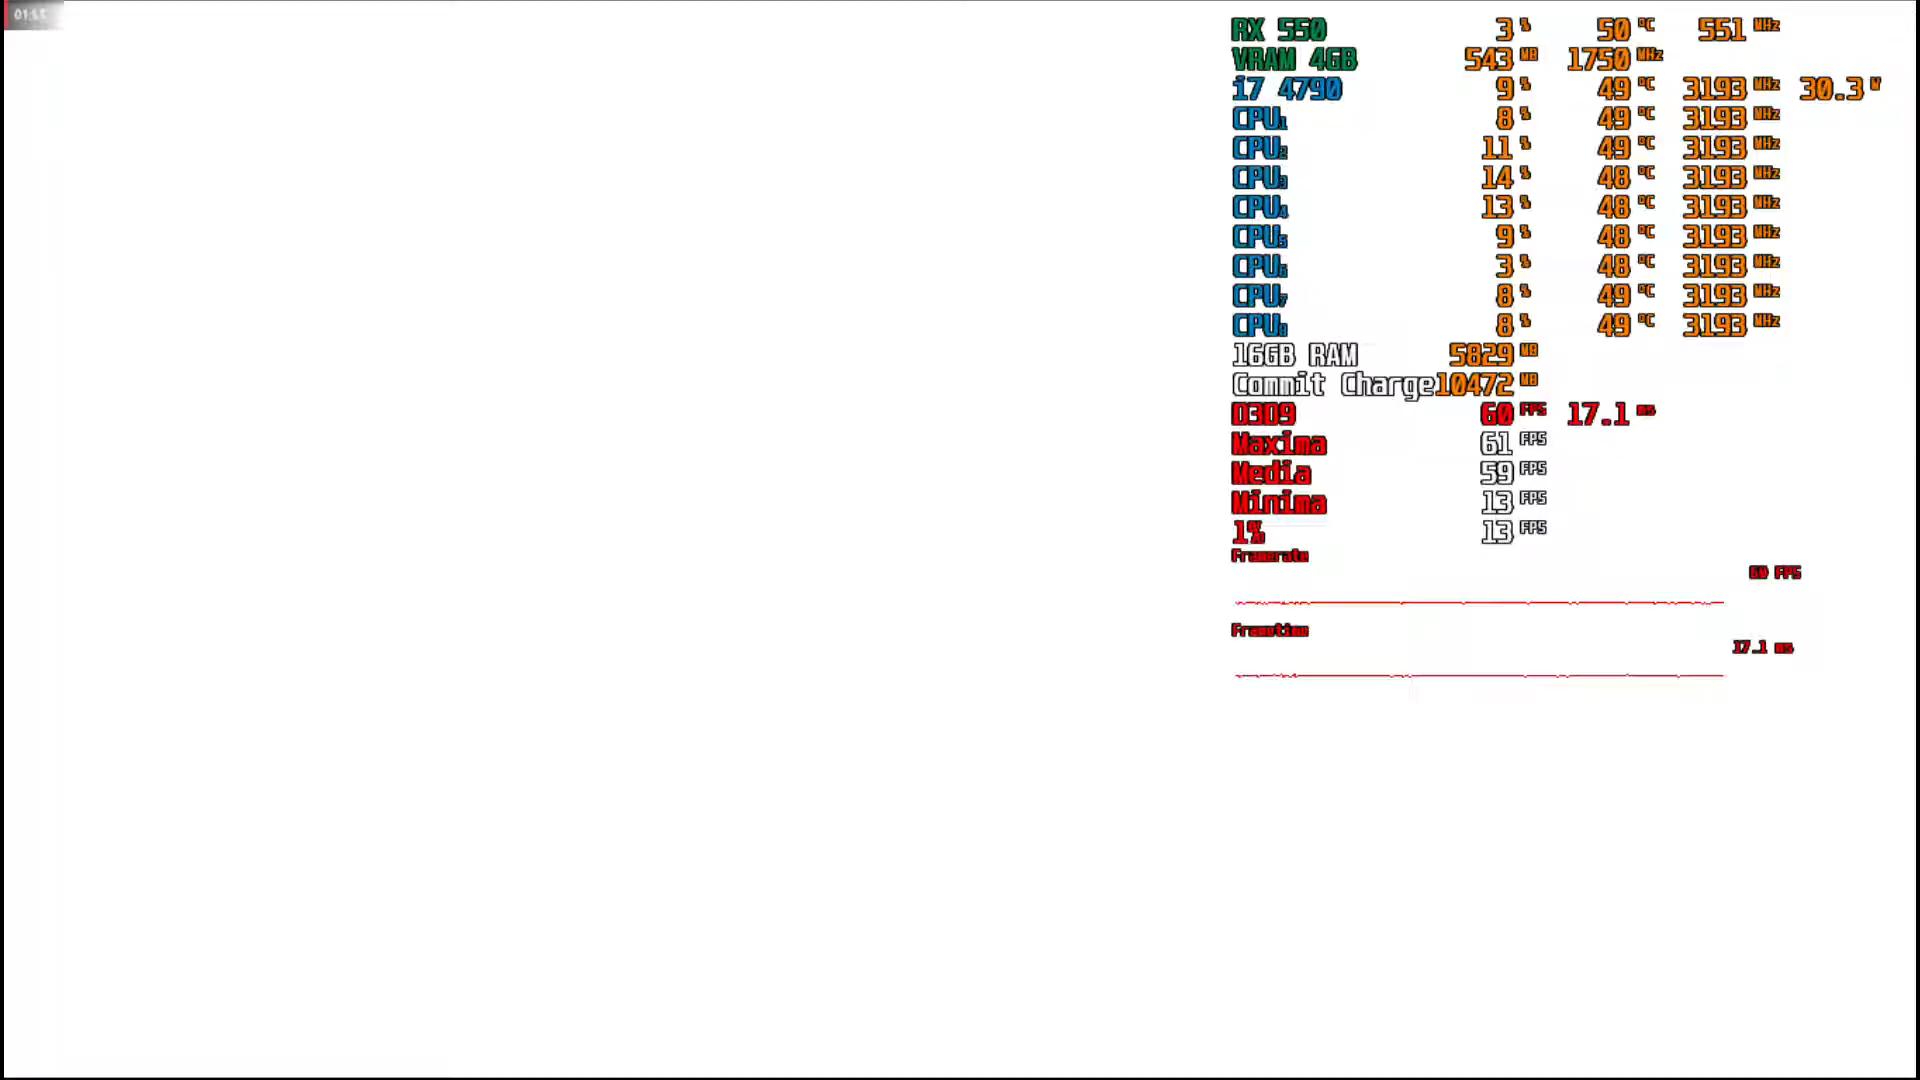 RX 550 3 % 50 °C 551 MHz
VRAM 4GB 543 MB 1750 MHz
i7 4790 9 % 49 °C 3193 MHz 30.3 W
CPU1 8 % 49 °C 3193 MHz
CPU2 11 % 49 °C 3193 MHz
CPU3 14 % 48 °C 3193 MHz
CPU4 13 % 48 °C 3193 MHz
CPU5 9 % 48 °C 3193 MHz
CPU6 3 % 48 °C 3193 MHz
CPU7 8 % 49 °C 3193 MHz
CPU8 8 % 49 °C 3193 MHz
16GB RAM 5829 MB
Commit Charge 10472 MB
D3D9 60 FPS 17.1 ms
Maxima 61 FPS
Media 59 FPS
Minima 13 FPS
1% 13 FPS
Framerate
60 FPS
Frametime
17.1 ms